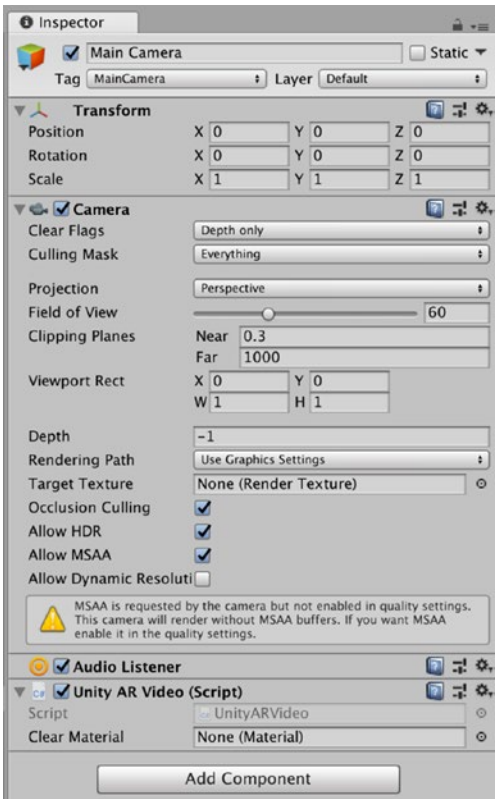 Inspector
Main Camera Static
Tag MainCamera Layer Default
Transform
Position X 0 Y 0 Z 0
Rotation X 0 Y 0 Z 0
Scale X 1 Y 1 Z 1
Camera
Clear Flags Depth only
Culling Mask Everything
Projection Perspective
Field of View 60
Clipping Planes Near 0.3
Far 1000
Viewport Rect X 0 Y 0
W 1 H 1
Depth -1
Rendering Path Use Graphics Settings
Target Texture None (Render Texture)
Occlusion Culling
Allow HDR
Allow MSAA
Allow Dynamic Resoluti
MSAA is requested by the camera but not enabled in quality settings.
This camera will render without MSAA buffers. If you want MSAA
enable it in the quality settings.
Audio Listener
C# Unity AR Video (Script)
Script UnityARVideo
Clear Material None (Material)
Add Component